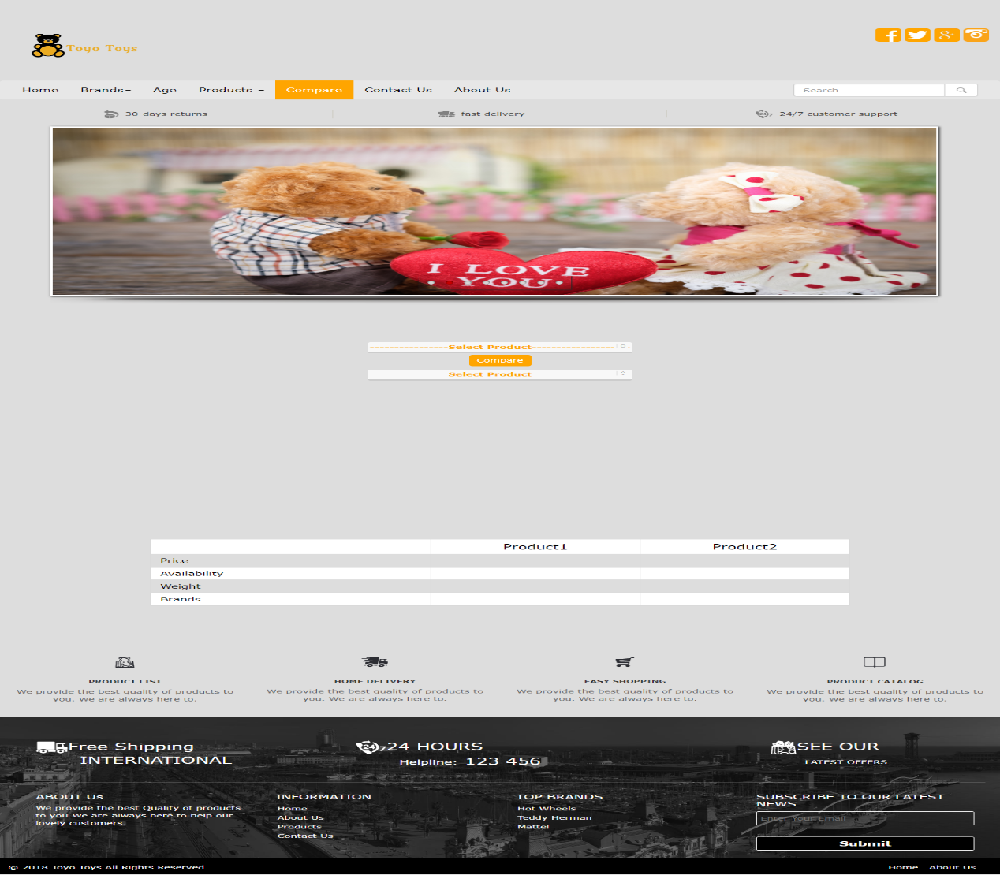 Toyo Toys
Home Brands Age Products Compare Contact Us About Us Search
30-days returns fast delivery 24/7 customer support
I LOVE
YOU
----------------Select Product-----------------
Compare
----------------Select Product-----------------
Product1 Product2
Price
Availability
Weight
Brands
PRODUCT LIST HOME DELIVERY EASY SHOPPING PRODUCT CATALOG
We provide the best quality of products to We provide the best quality of products to We provide the best quality of products to We provide the best quality of products to
you. We are always here to. you. We are always here to. you. We are always here to. you. We are always here to.
Free Shipping 24/7 24 HOURS SEE OUR
INTERNATIONAL Helpline: 123 456 LATEST OFFERS
ABOUT Us
We provide the best Quality of products
to you.We are always here to help our
lovely customers.
INFORMATION
Home
About Us
Products
Contact Us
TOP BRANDS
Hot Wheels
Teddy Herman
Mattel
SUBSCRIBE TO OUR LATEST
NEWS
Enter Your Email
Submit
© 2018 Toyo Toys All Rights Reserved. Home About Us